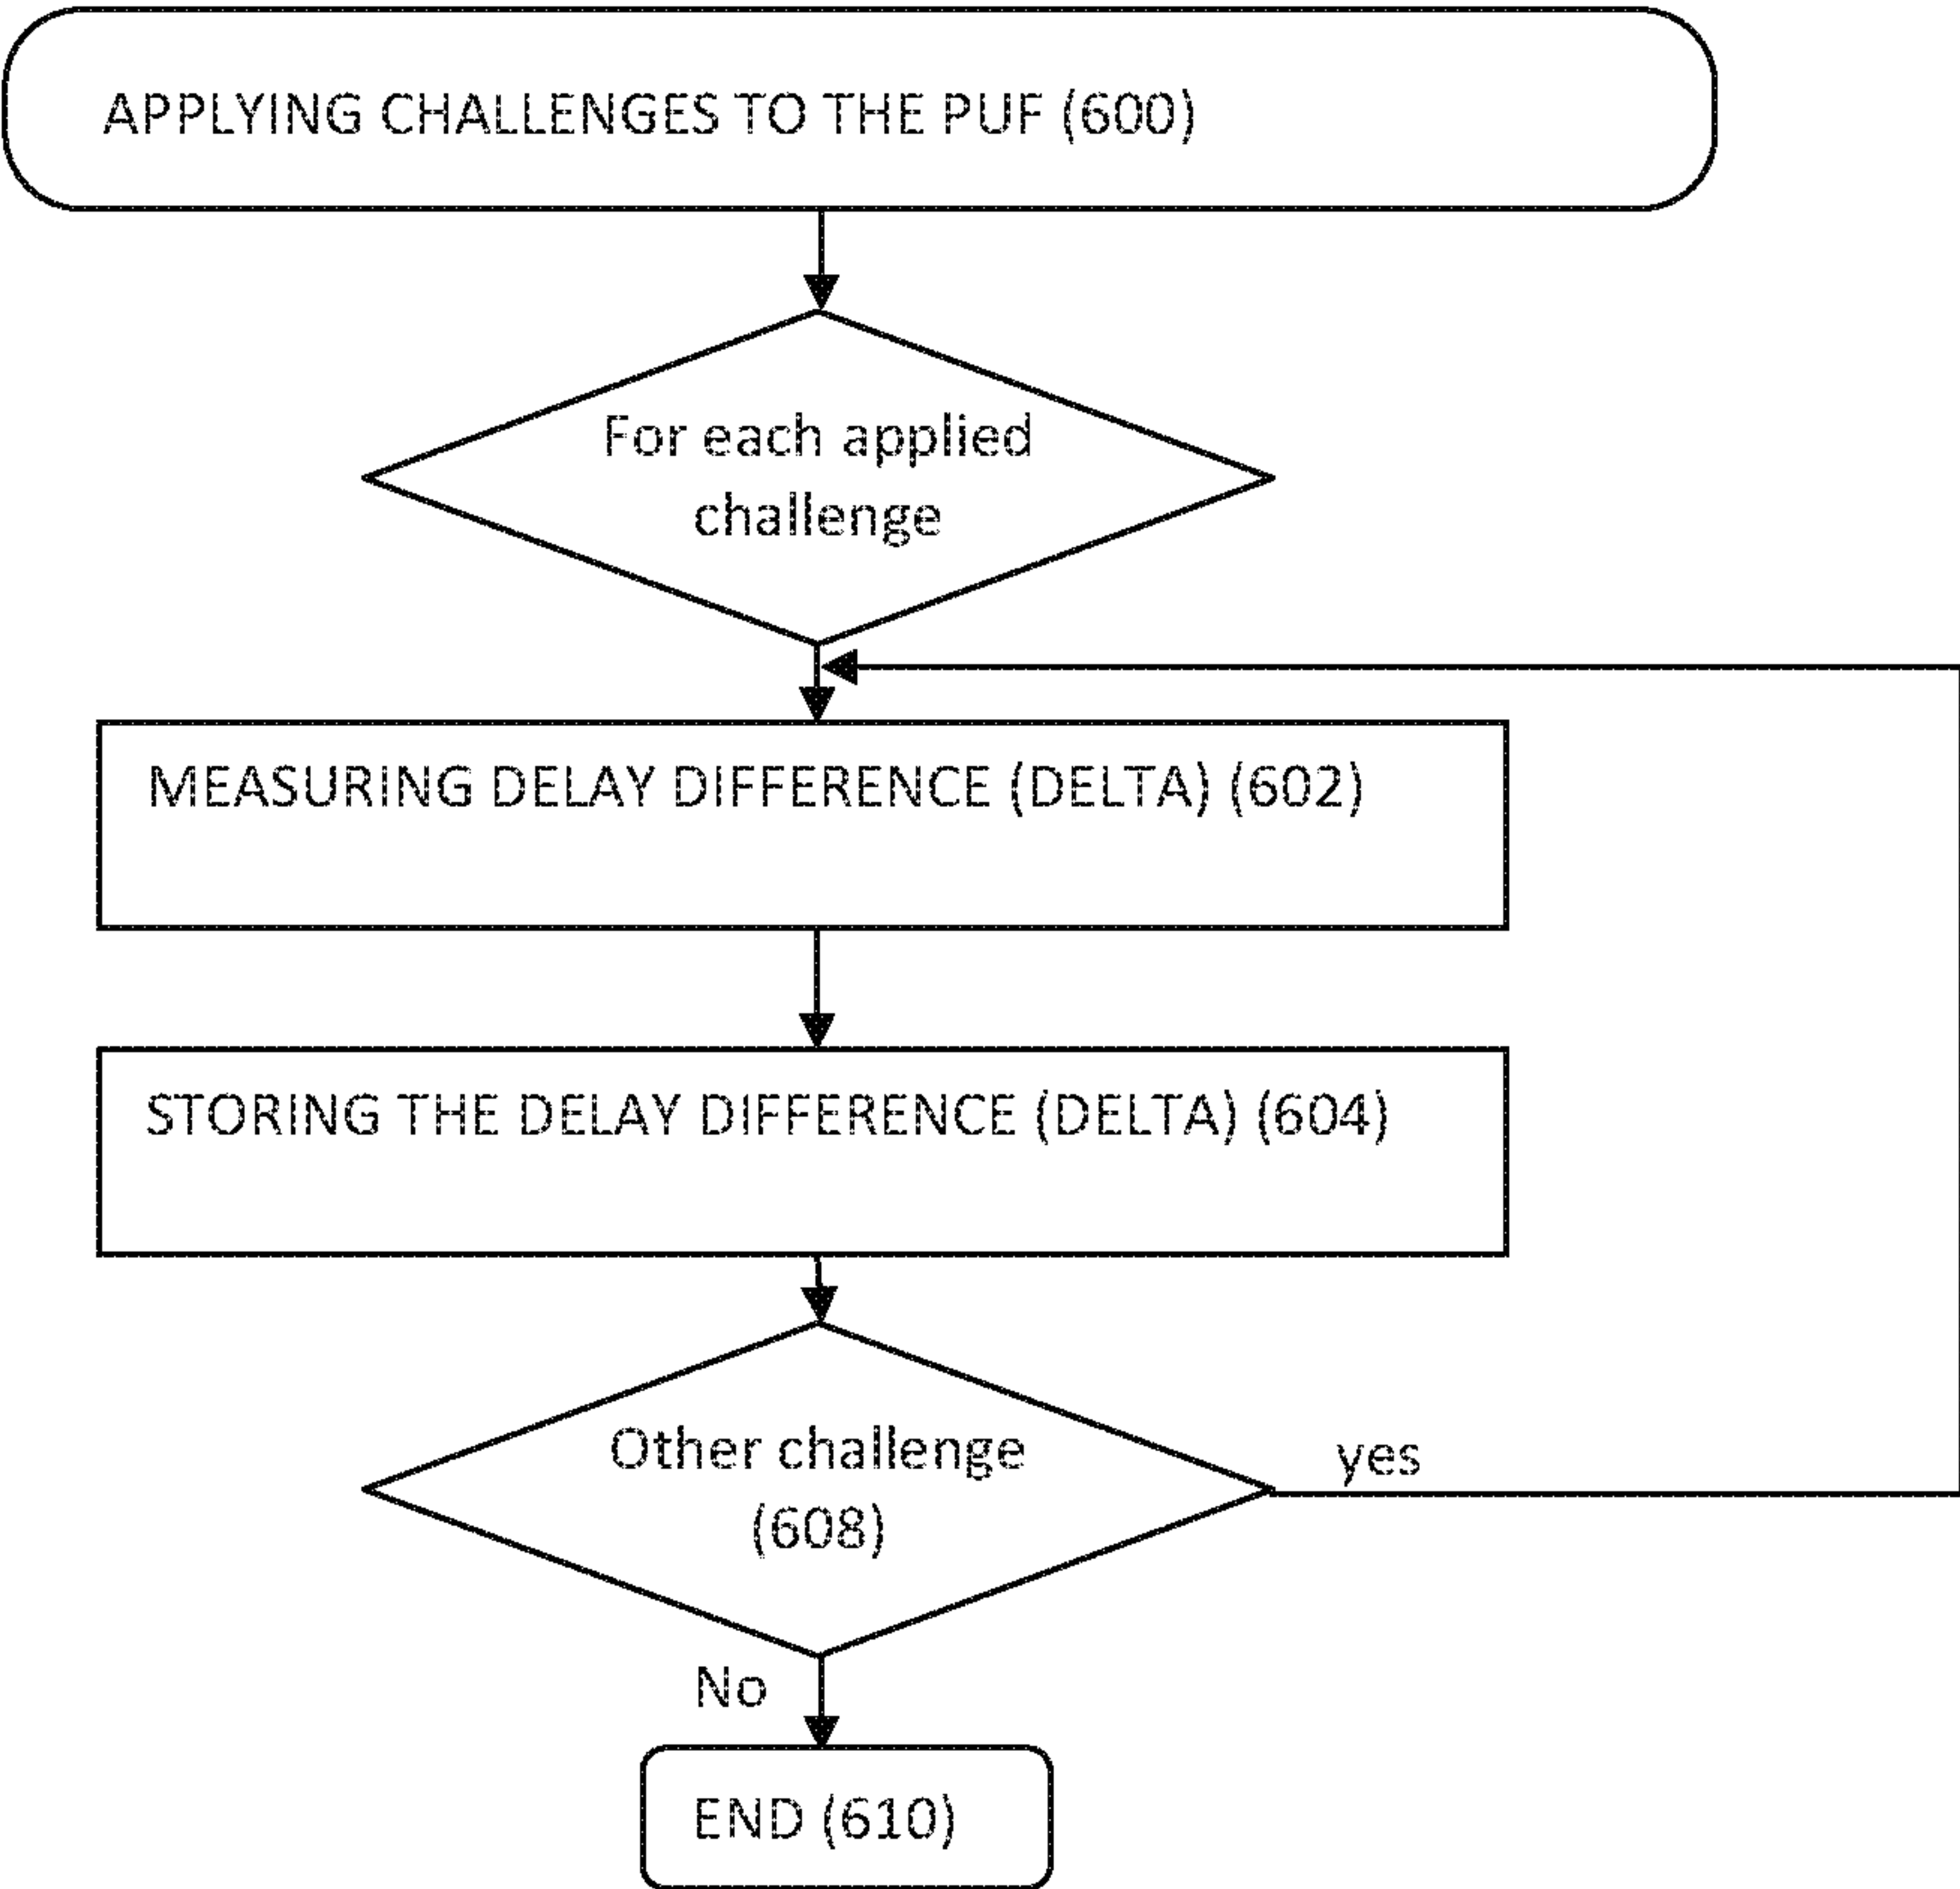 APPLYING CHALLENGES TO THE PUF (600)
For each applied
challenge
MEASURING DELAY DIFFERENCE (DELTA) (602)
STORING THE DELAY DIFFERENCE (DELTA) (604)
Other challenge
(608)
yes
No
END (610)